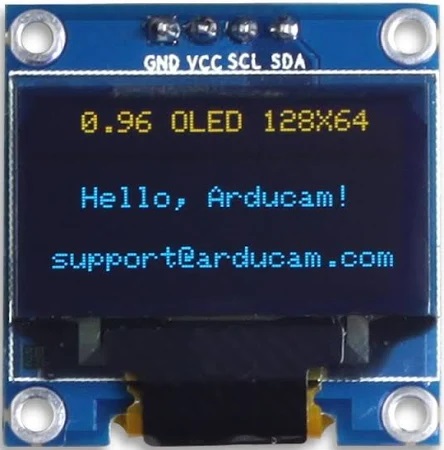 GND VCC SCL SDA
0.96 OLED 128X64
Hello, Arducam!
support@arducam.com